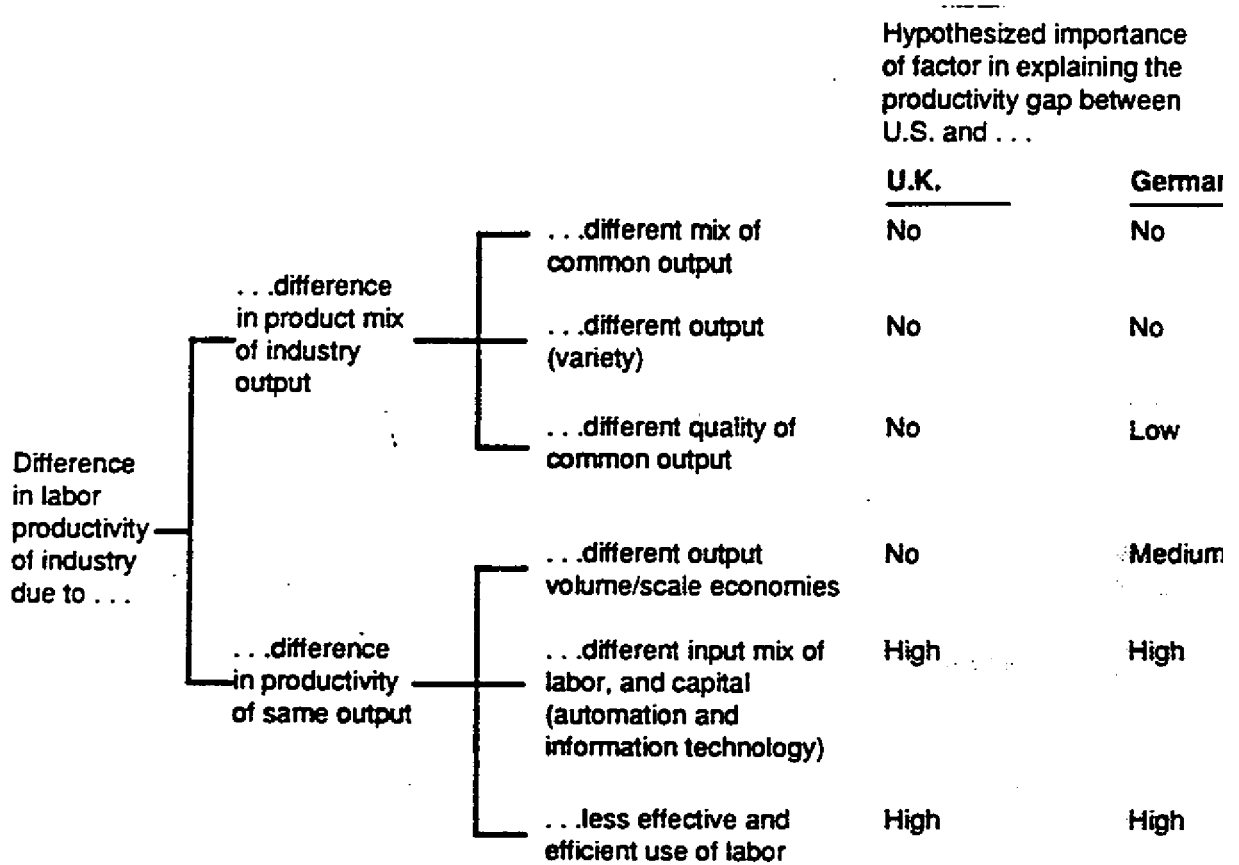 Hypothesized importance
of factor in explaining the
productivity gap between
U.S. and . . .
U.K.
. . .different mix of
common output
No
No
. . .difference
in product mix
of industry
output
. . .different output
(variety)
No
No
. . .different quality of
common output
No
Low
Difference
in labor
productivity
of industry
due to . . .
. . .different output
volume/scale economies
No
Medium
. . .difference
in productivity
of same output
. . .different input mix of
labor, and capital
(automation and
information technology)
High
High
. . .less effective and
efficient use of labor
High
High